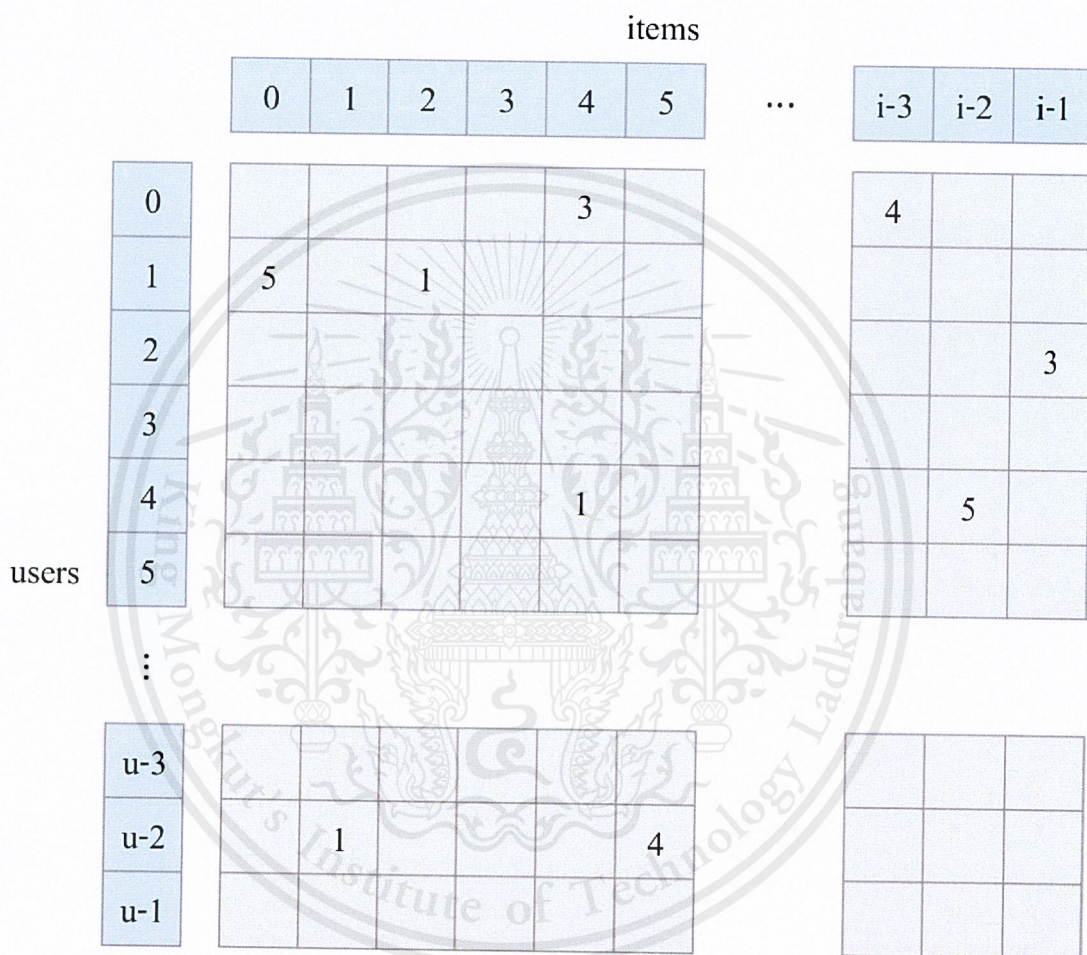 items
0 1 2 3 4 5 ... i-3 i-2 i-1
0 3 4
1 5 1
2 3
3
4 1 5
users 5
⋮
u-3
u-2 1 4
u-1
King Mongkut's Institute of Technology Ladkrabang